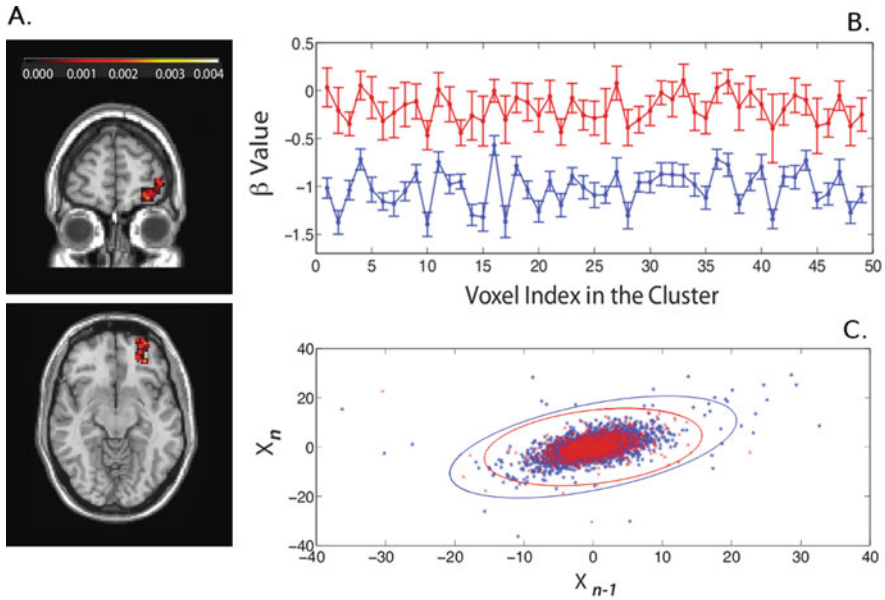 A.
0.000 0.001 0.002 0.003 0.004
B.
0.5
0
−0.5
−1
−1.5
β Value
0 5 10 15 20 25 30 35 40 45 50
Voxel Index in the Cluster
C.
40
20
0
−20
−40
X n
−40 −30 −20 −10 0 10 20 30 40
X n-1